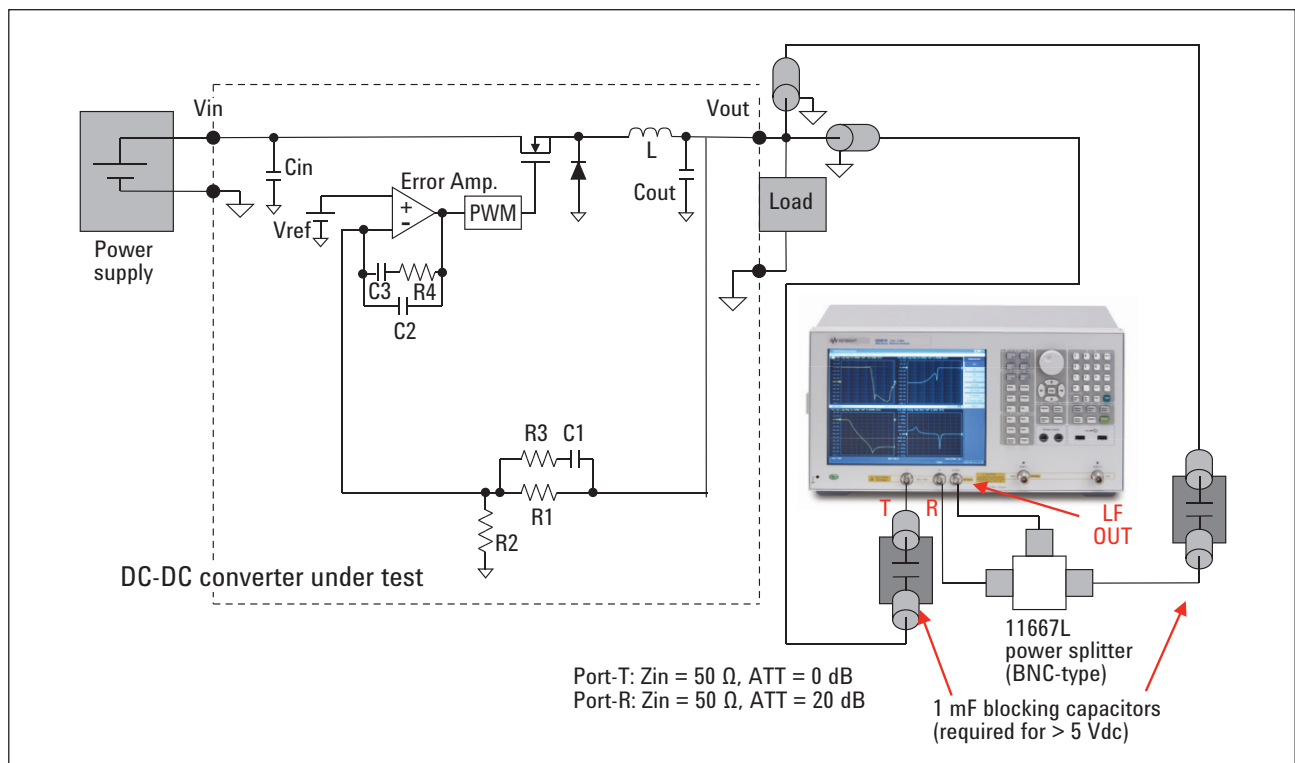 Vin
Vout
Cin
L
Cout
Error Amp.
+
-
PWM
Vref
Load
Power
supply
C3
R4
C2
R3
C1
R1
R2
DC-DC converter under test
T
R
LF
OUT
11667L
power splitter
(BNC-type)
Port-T: Zin = 50 Ω, ATT = 0 dB
Port-R: Zin = 50 Ω, ATT = 20 dB
1 mF blocking capacitors
(required for > 5 Vdc)